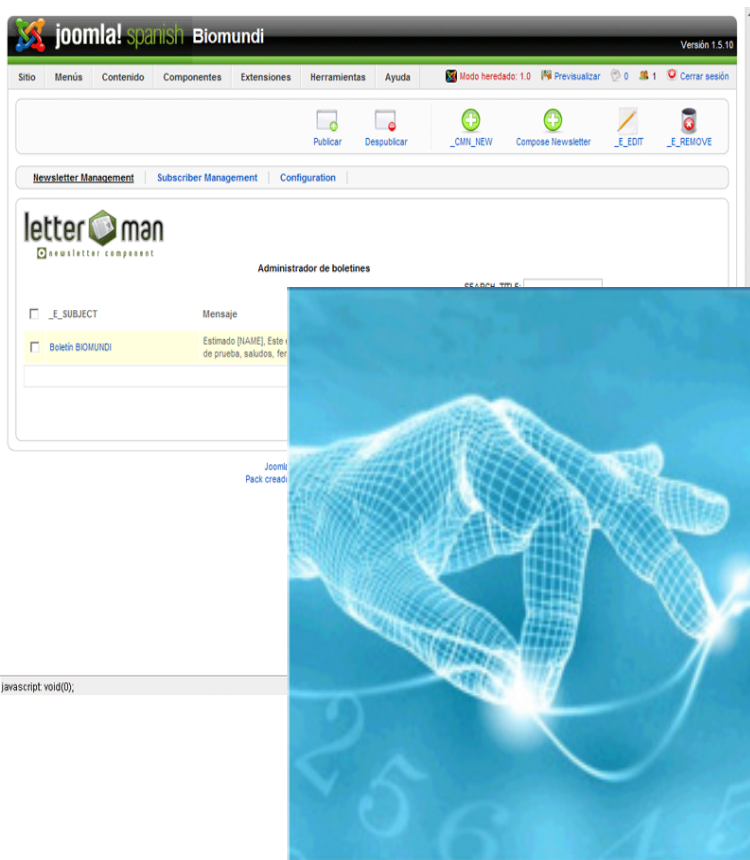 joomla! spanish Biomundi
Versión 1.5.10
Sitio Menús Contenido Componentes Extensiones Herramientas Ayuda Modo heredado: 1.0 Previsualizar 0 1 Cerrar sesión
Publicar Despublicar _CMN_NEW Compose Newsletter _E_EDIT _E_REMOVE
Newsletter Management Subscriber Management Configuration
letter man
newsletter component
Administrador de boletines
_E_SUBJECT Mensaje
Boletín BIOMUNDI Estimado [NAME], Este
de prueba, saludos,
Pack
javascript: void(0);
2 5 6